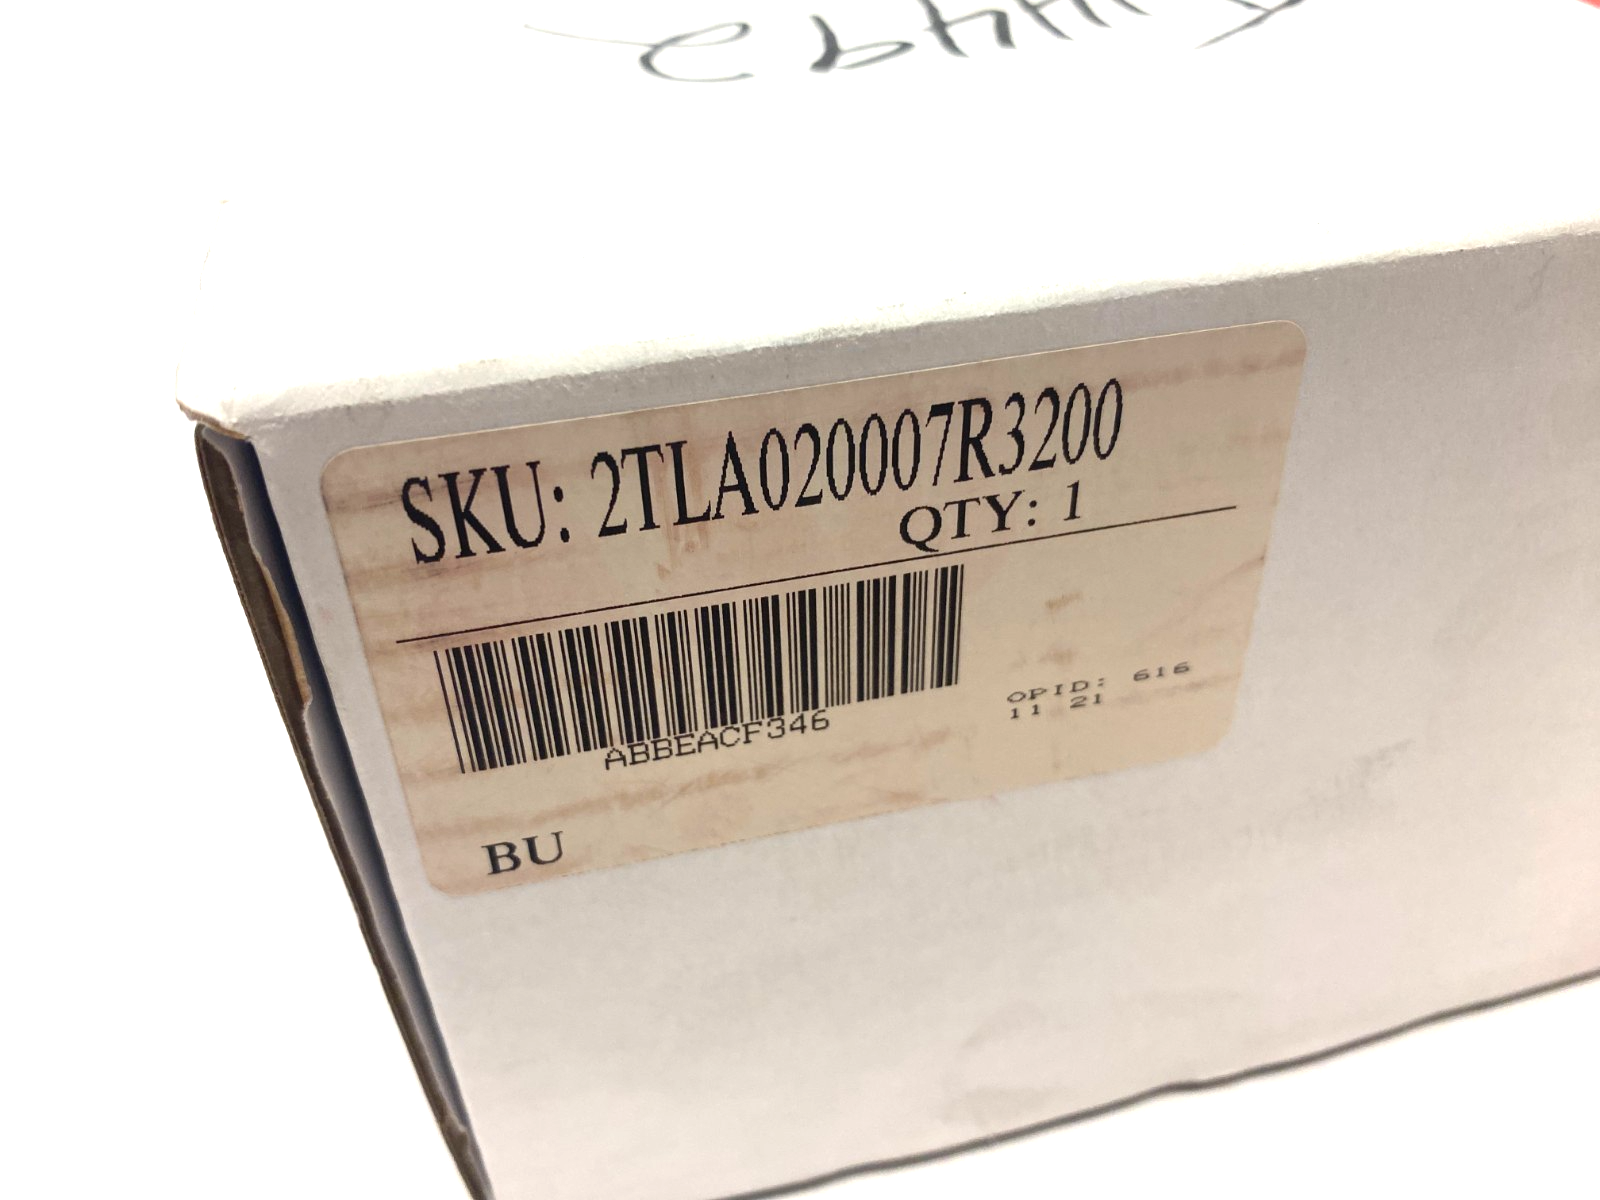 SKU: 2TLA020007R3200
QTY: 1
ABBEACF346
OPID: 616
11 21
BU